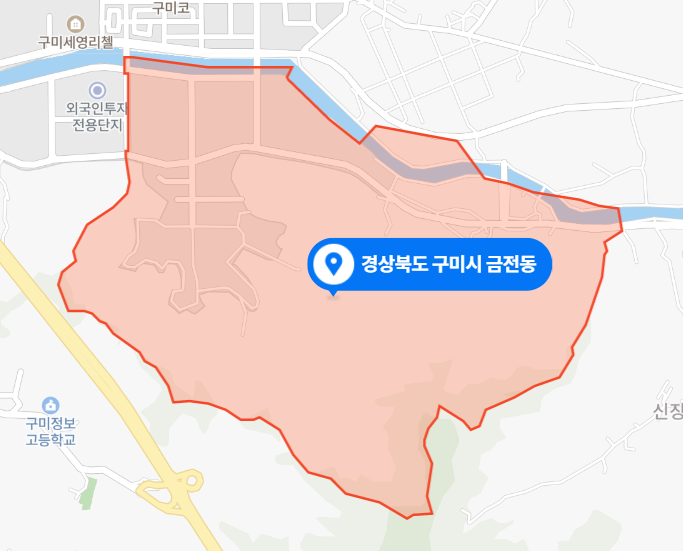 구미코
구미세영리첼
외국인투자
전용단지
경상북도 구미시 금전동
구미정보
고등학교
신장